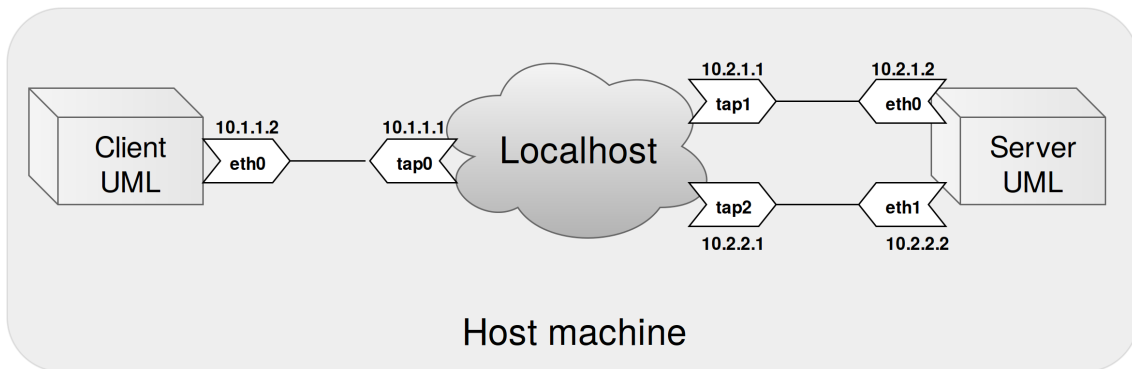 10.1.1.2
Client
UML
eth0
10.1.1.1
tap0
Localhost
10.2.1.1
tap1
10.2.1.2
eth0
tap2
10.2.2.1
eth1
10.2.2.2
Server
UML
Host machine